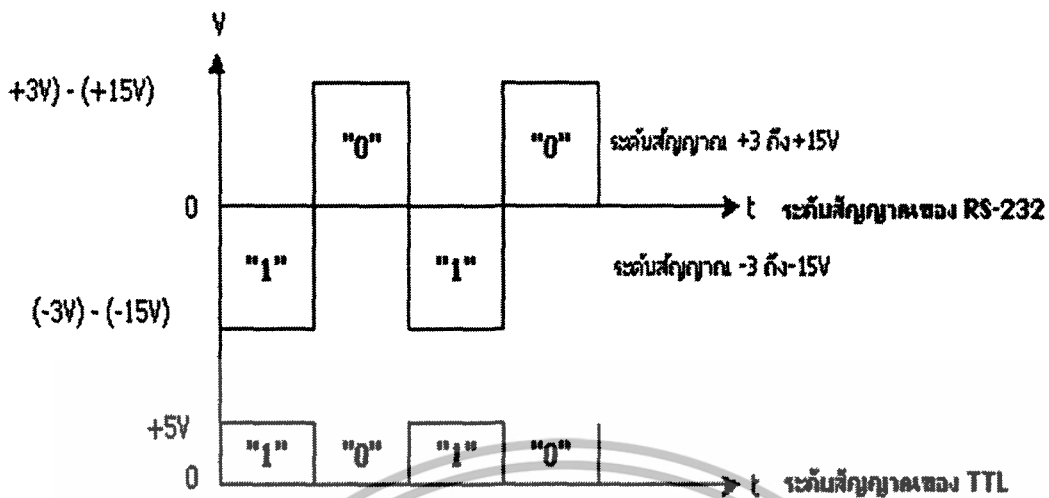 V
+3V) - (+15V)
"0" "0"
ระดับสัญญาณ +3 ถึง+15V
0
t ระดับสัญญาณของ RS-232
"1" "1"
ระดับสัญญาณ -3 ถึง-15V
(-3V) - (-15V)
+5V
"1" "0" "1" "0"
0
t ระดับสัญญาณของ TTL